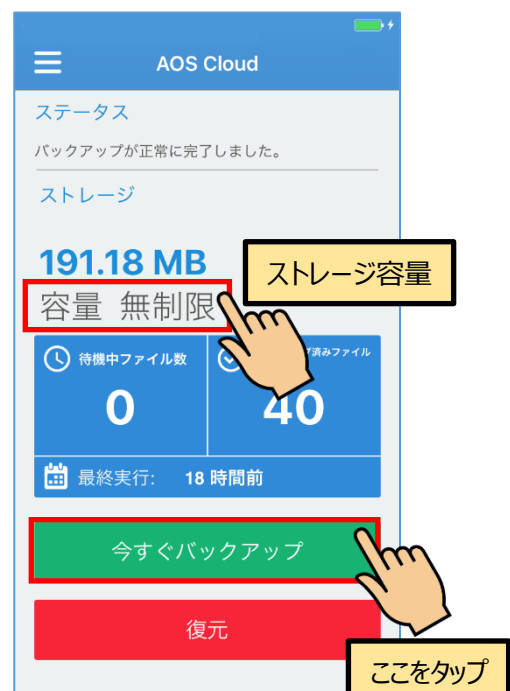 AOS Cloud
ステータス
バックアップが正常に完了しました。
ストレージ
191.18 MB
ストレージ容量
容量 無制限
待機中ファイル数
済みファイル
0
40
最終実行: 18 時間前
今すぐバックアップ
復元
ここをタップ